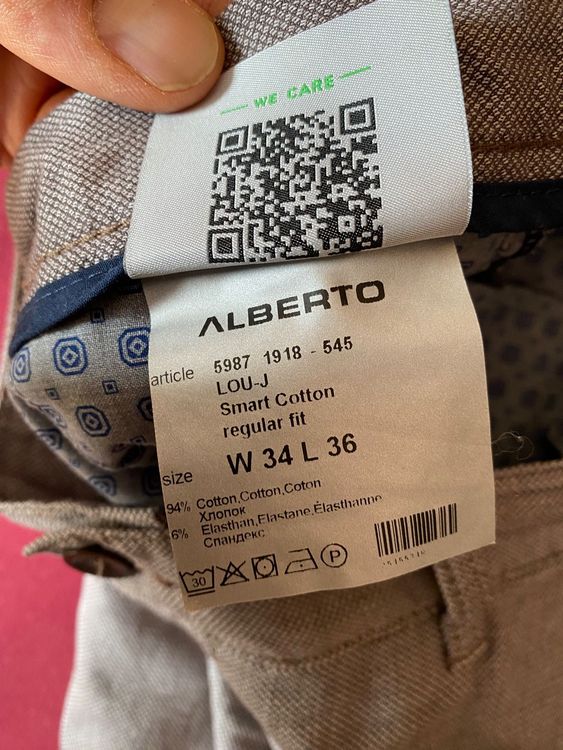 WE CARE
ALBERTO
article 5987 1918 - 545
LOU-J
Smart Cotton
regular fit
size W 34 L 36
94% Cotton,Cotton,Coton
Хлопок
6% Elasthan,Elastane,Élasthanne
Спандекс
30 P